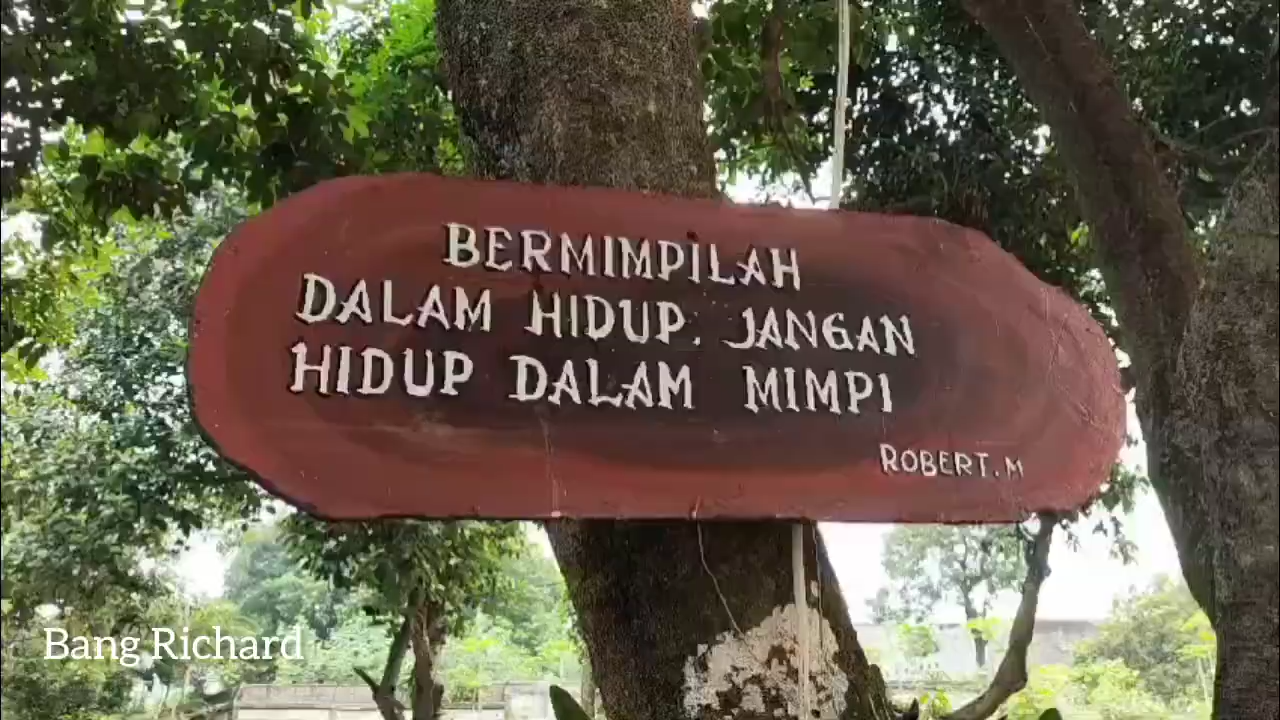 BERMIMPILAH
DALAM HIDUP. JANGAN
HIDUP DALAM MIMPI
ROBERT.M
Bang Richard